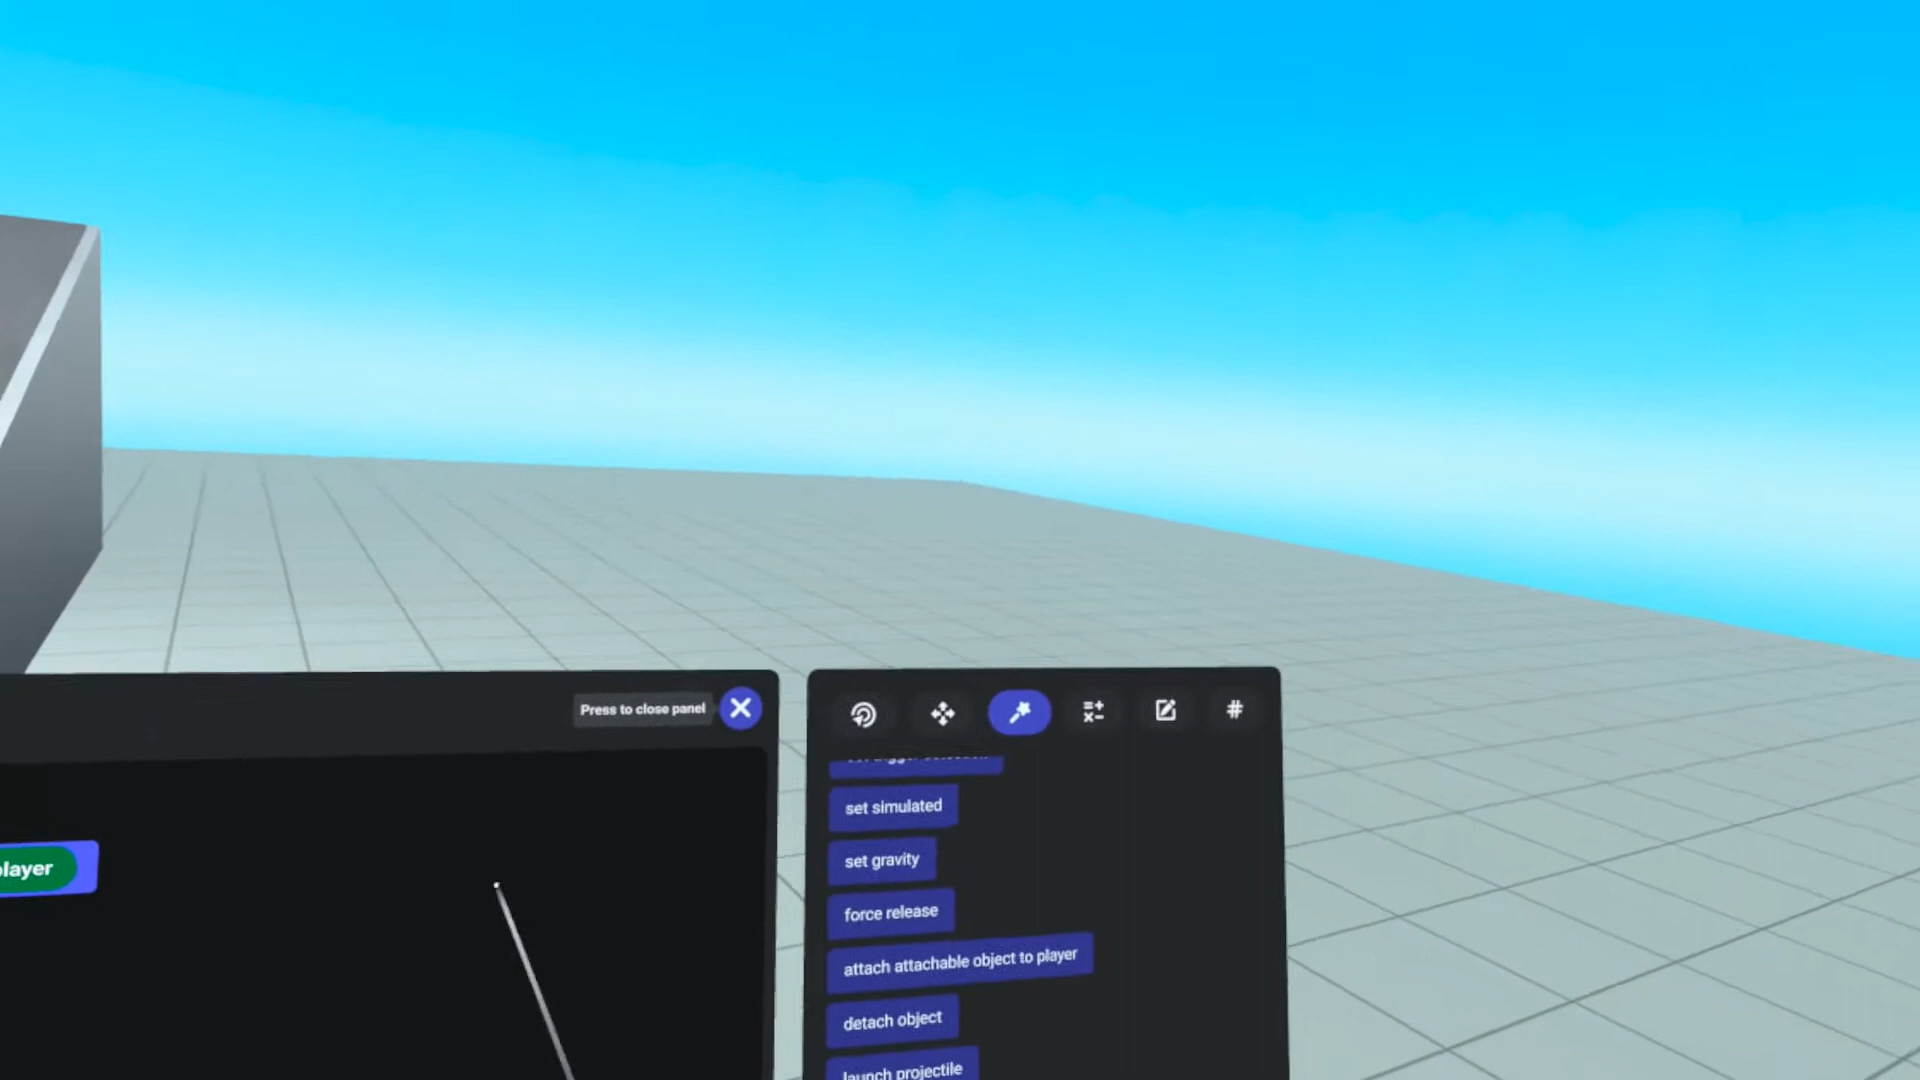 Press to close panel
#
set simulated
player
set gravity
force release
attach attachable object to player
detach object
launch projectile